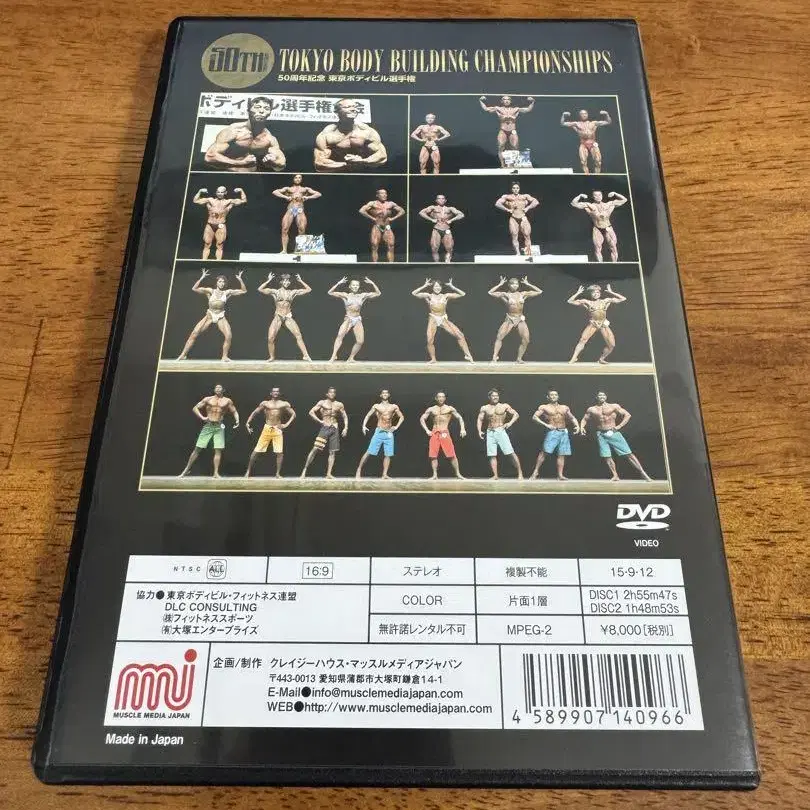 50TH
TOKYO BODY BUILDING CHAMPIONSHIPS
50周年記念 東京ボディビル選手権
ボディビル選手権大会
DVD
VIDEO
NTSC ALL
16:9
ステレオ
複製不能
15・9・12
COLOR
片面1層
DISC1 2h55m47s
DISC2 1h48m53s
無許諾レンタル不可
MPEG-2
¥8,000[税別]
協力●東京ボディビル・フィットネス連盟
DLC CONSULTING
㈱フィットネススポーツ
㈲大塚エンタープライズ
mj
MUSCLE MEDIA JAPAN
企画/制作 クレイジーハウス・マッスルメディアジャパン
〒443-0013 愛知県蒲郡市大塚町鎌倉14-1
E-Mail●info@musclemediajapan.com
WEB●http://www.musclemediajapan.com
4 589907 140966
Made in Japan